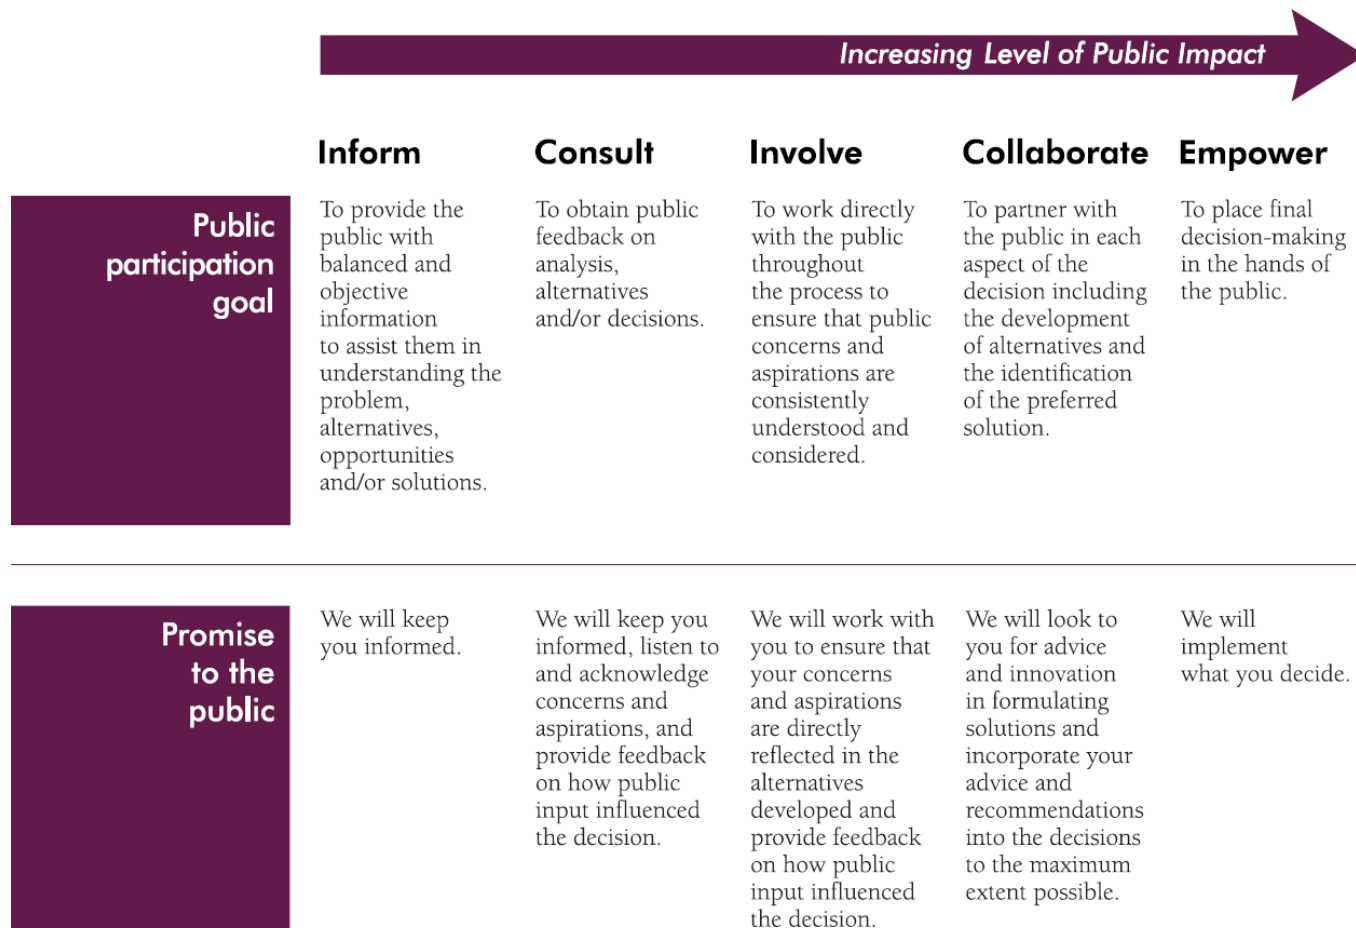 Increasing Level of Public Impact
Inform
Consult
Involve
Collaborate
Empower
Public
participation
goal
To provide the
public with
balanced and
objective
information
to assist them in
understanding the
problem,
alternatives,
opportunities
and/or solutions.
To obtain public
feedback on
analysis,
alternatives
and/or decisions.
To work directly
with the public
throughout
the process to
ensure that public
concerns and
aspirations are
consistently
understood and
considered.
To partner with
the public in each
aspect of the
decision including
the development
of alternatives and
the identification
of the preferred
solution.
To place final
decision-making
in the hands of
the public.
Promise
to the
public
We will keep
you informed.
We will keep you
informed, listen to
and acknowledge
concerns and
aspirations, and
provide feedback
on how public
input influenced
the decision.
We will work with
you to ensure that
your concerns
and aspirations
are directly
reflected in the
alternatives
developed and
provide feedback
on how public
input influenced
the decision.
We will look to
you for advice
and innovation
in formulating
solutions and
incorporate your
advice and
recommendations
into the decisions
to the maximum
extent possible.
We will
implement
what you decide.